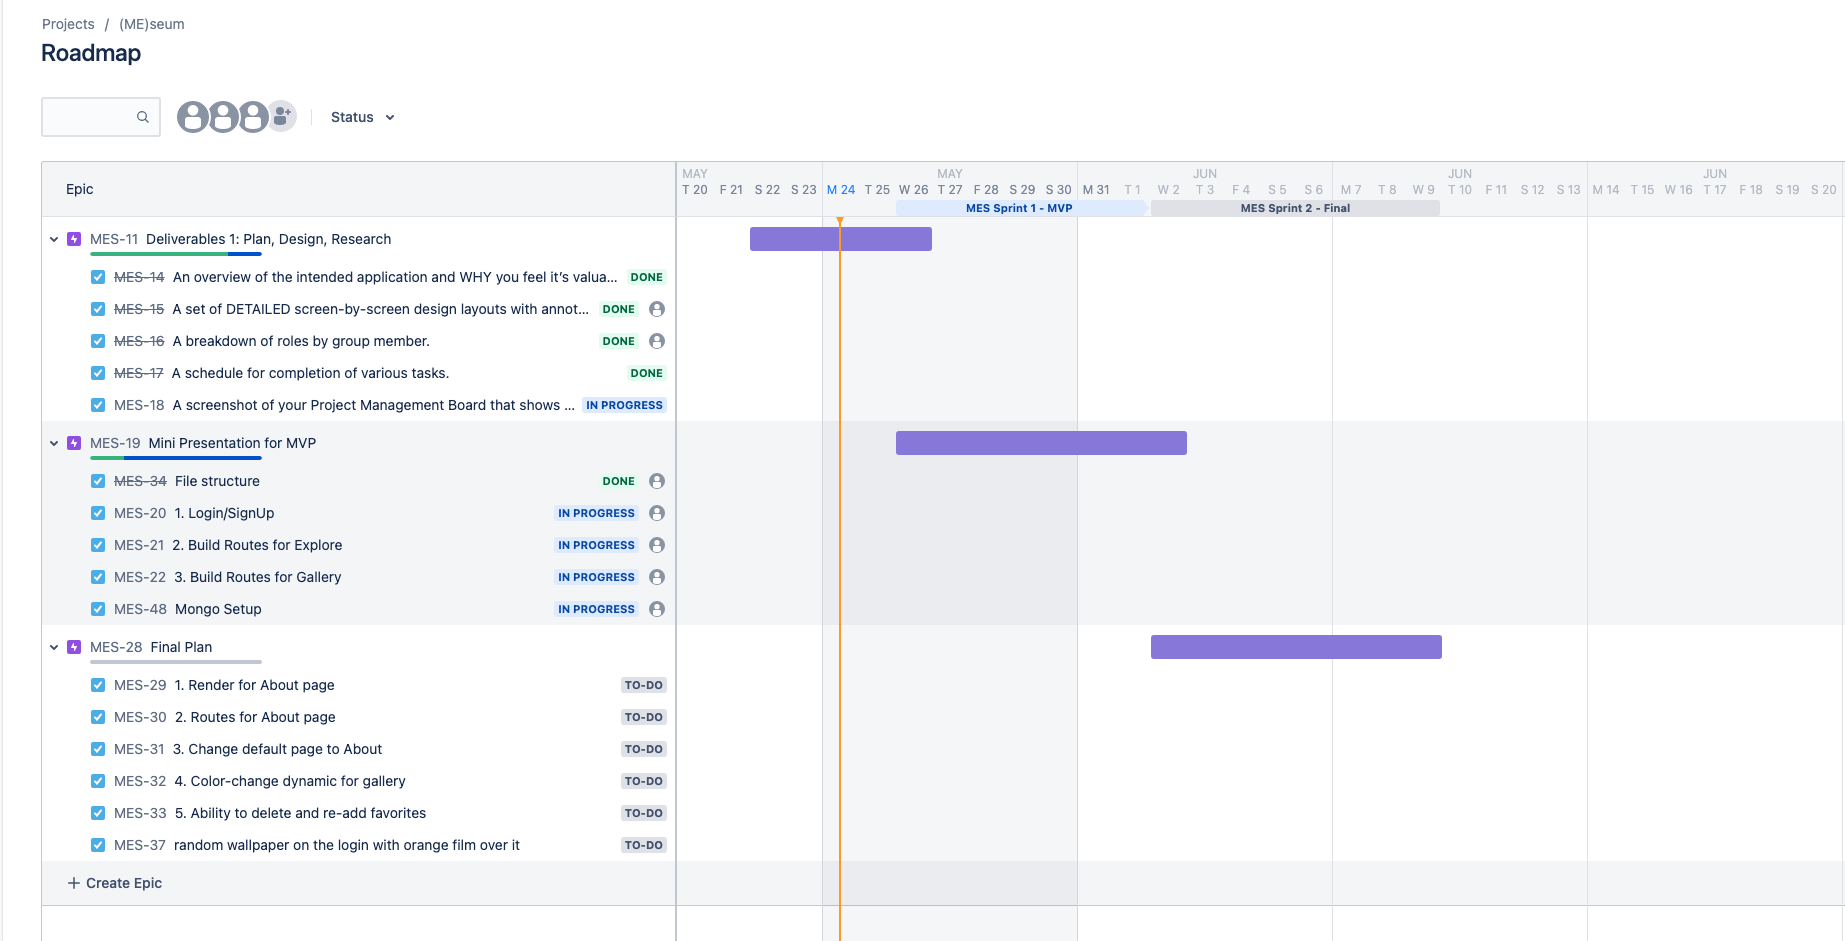 Projects / (ME)seum
Roadmap
Status
Epic
MAY MAY JUN JUN JUN
T 20 F 21 S 22 S 23 M 24 T 25 W 26 T 27 F 28 S 29 S 30 M 31 T 1 W 2 T 3 F 4 S 5 S 6 M 7 T 8 W 9 T 10 F 11 S 12 S 13 M 14 T 15 W 16 T 17 F 18 S 19 S 20
MES Sprint 1 - MVP MES Sprint 2 - Final
MES-11 Deliverables 1: Plan, Design, Research
MES-14 An overview of the intended application and WHY you feel it's valua... DONE
MES-15 A set of DETAILED screen-by-screen design layouts with annot... DONE
MES-16 A breakdown of roles by group member. DONE
MES-17 A schedule for completion of various tasks. DONE
MES-18 A screenshot of your Project Management Board that shows ... IN PROGRESS
MES-19 Mini Presentation for MVP
MES-34 File structure DONE
MES-20 1. Login/SignUp IN PROGRESS
MES-21 2. Build Routes for Explore IN PROGRESS
MES-22 3. Build Routes for Gallery IN PROGRESS
MES-48 Mongo Setup IN PROGRESS
MES-28 Final Plan
MES-29 1. Render for About page TO-DO
MES-30 2. Routes for About page TO-DO
MES-31 3. Change default page to About TO-DO
MES-32 4. Color-change dynamic for gallery TO-DO
MES-33 5. Ability to delete and re-add favorites TO-DO
MES-37 random wallpaper on the login with orange film over it TO-DO
+ Create Epic